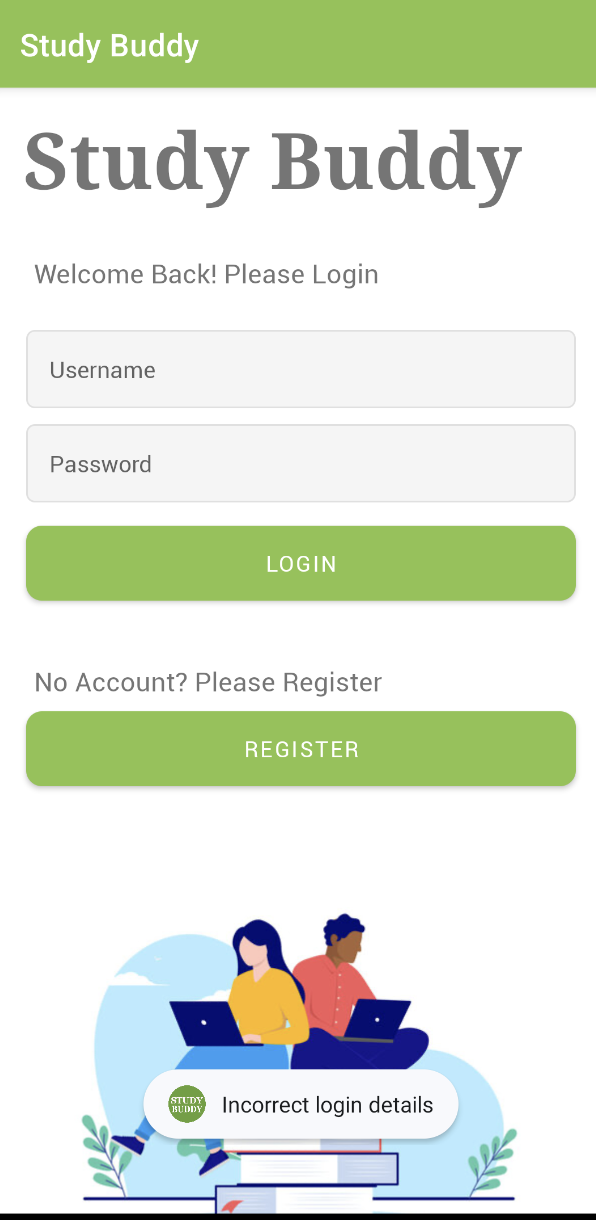 Study Buddy
Study Buddy
Welcome Back! Please Login
Username
Password
LOGIN
No Account? Please Register
REGISTER
STUDY
BUDDY
Incorrect login details